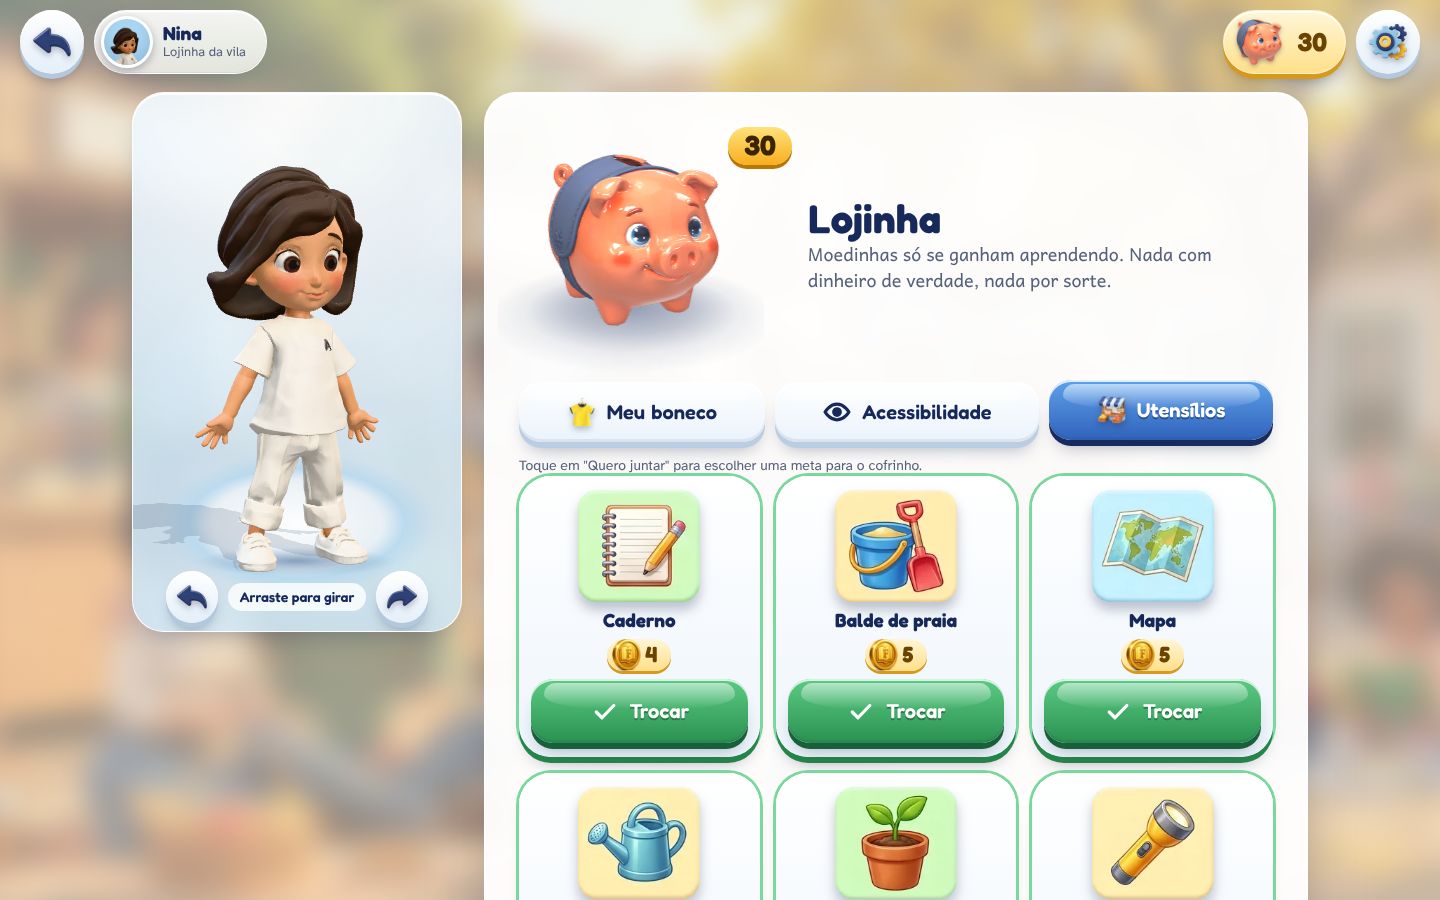 Nina
Lojinha da vila
30
30
Lojinha
Moedinhas só se ganham aprendendo. Nada com
dinheiro de verdade, nada por sorte.
Meu boneco
Acessibilidade
Utensílios
Toque em "Quero juntar" para escolher uma meta para o cofrinho.
Arraste para girar
Caderno
4
Trocar
Balde de praia
5
Trocar
Mapa
5
Trocar